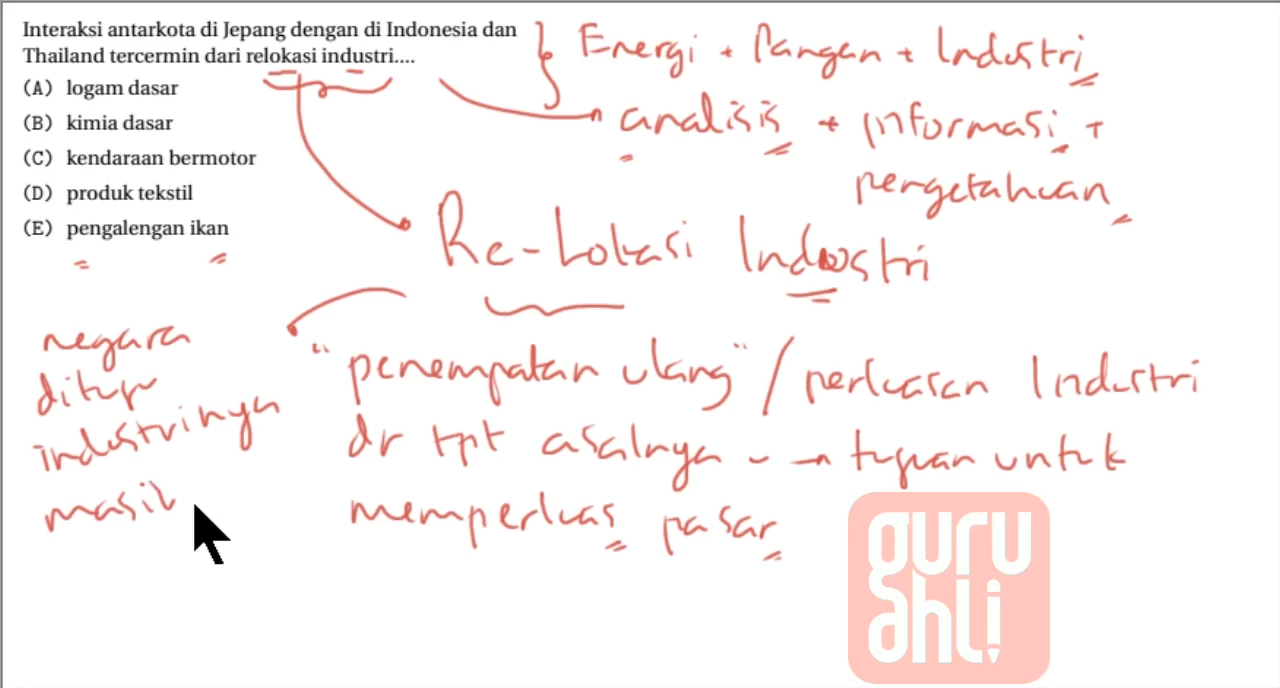 Interaksi antarkota di Jepang dengan di Indonesia dan
Thailand tercermin dari relokasi industri....
(A) logam dasar
(B) kimia dasar
(C) kendaraan bermotor
(D) produk tekstil
(E) pengalengan ikan
Energi + Pangan + Industri
analisis + informasi +
pengetahuan
Re-Lokasi Industri
"penempatan ulang" / perluasan Industri
dr tpt asalnya → tujuan untuk
memperluas pasar
negara
industrinya
masih
guru
ahli